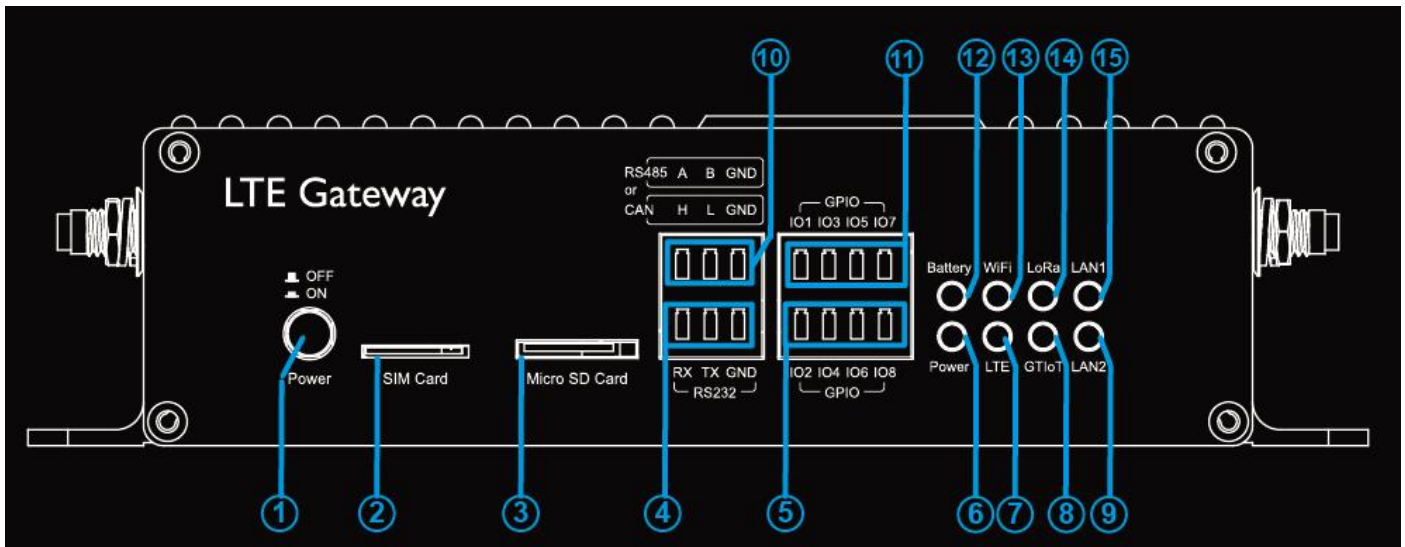 10 11 12 13 14 15
RS485 A B GND
or
CAN H L GND
LTE Gateway
GPIO
IO1 IO3 IO5 IO7
OFF
ON
Battery WiFi LoRa LAN1
Power
SIM Card
Micro SD Card
RX TX GND
RS232
IO2 IO4 IO6 IO8
GPIO
Power LTE GTIoT LAN2
1 2 3 4 5 6 7 8 9